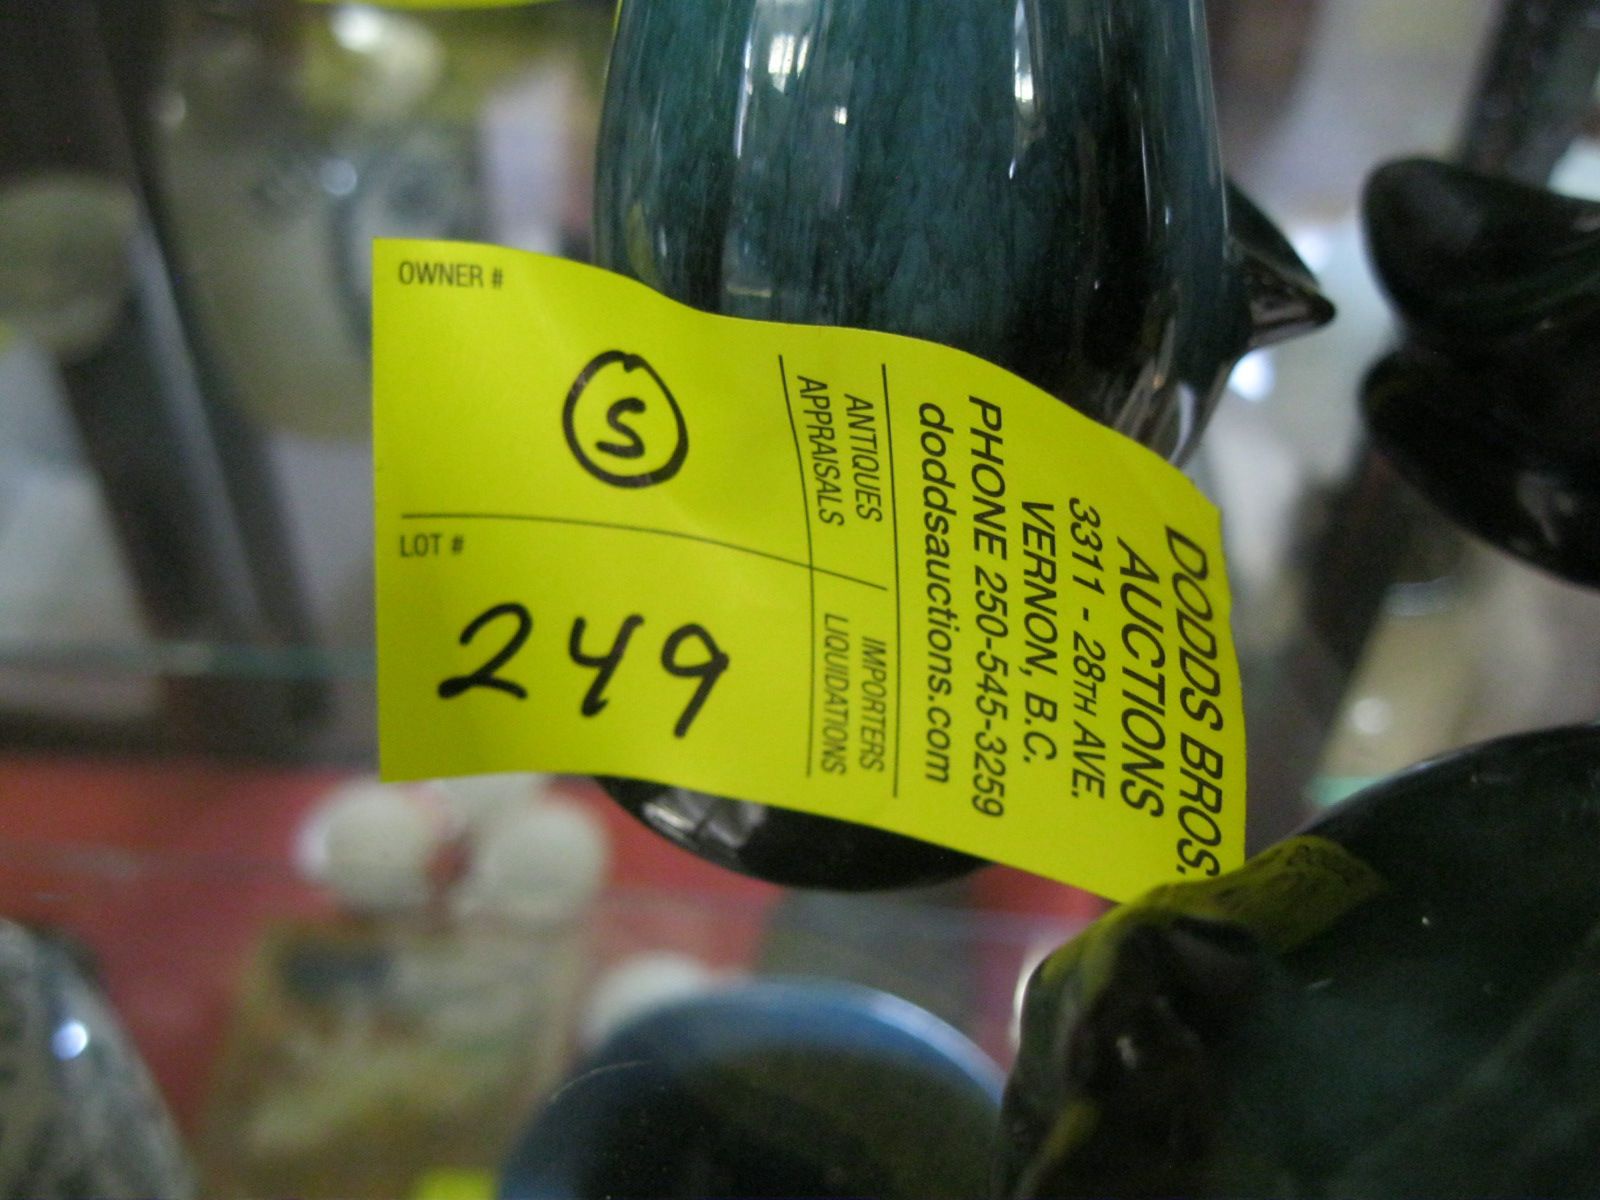 DODDS BROS.
AUCTIONS
3311 - 28TH AVE.
VERNON, B.C.
PHONE 250-545-3259
doddsauctions.com
ANTIQUES
APPRAISALS
IMPORTERS
LIQUIDATIONS
OWNER #
S
LOT #
249